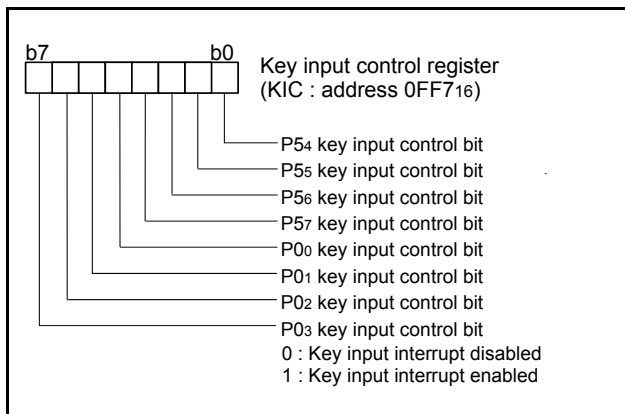 b7 b0
Key input control register
(KIC : address 0FF716)
P54 key input control bit
P55 key input control bit
P56 key input control bit
P57 key input control bit
P00 key input control bit
P01 key input control bit
P02 key input control bit
P03 key input control bit
0 : Key input interrupt disabled
1 : Key input interrupt enabled